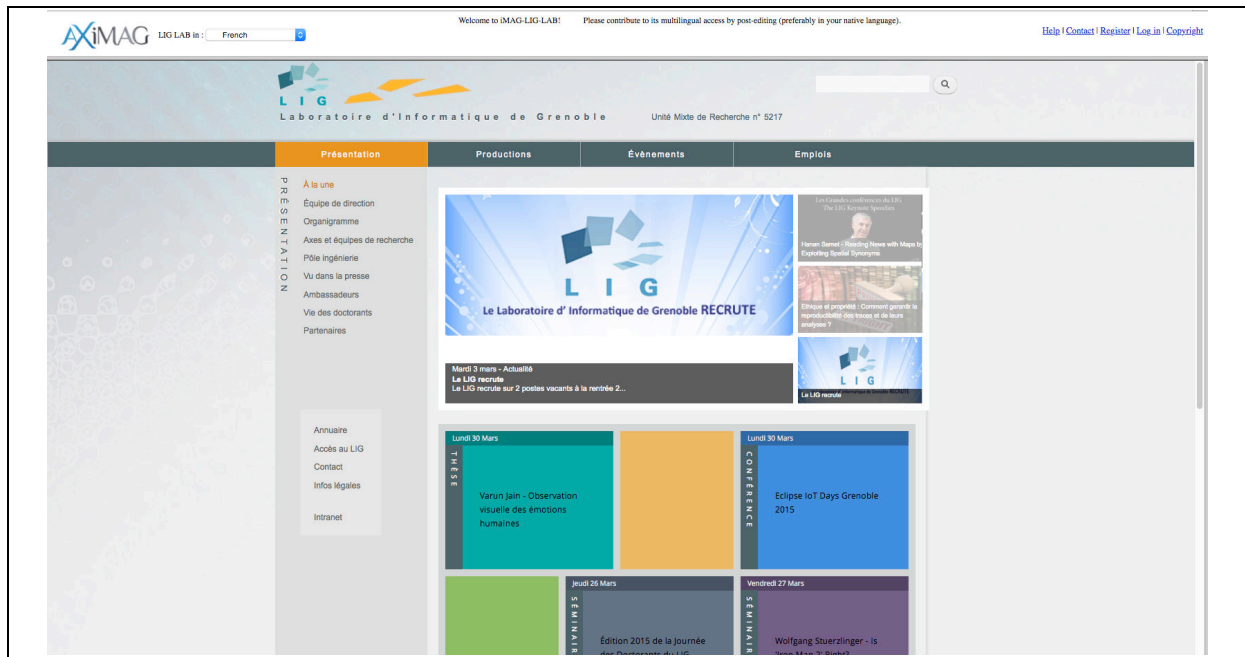 AXiMAG
LIG LAB in :
French
Welcome to iMAG-LIG-LAB!
Please contribute to its multilingual access by post-editing (preferably in your native language).
Help | Contact | Register | Log in | Copyright
LIG
Laboratoire d'Informatique de Grenoble
Unité Mixte de Recherche n° 5217
Présentation
Productions
Évènements
Emplois
PRÉSENTATION
À la une
Équipe de direction
Organigramme
Axes et équipes de recherche
Pôle ingénierie
Vu dans la presse
Ambassadeurs
Vie des doctorants
Partenaires
LIG
Le Laboratoire d' Informatique de Grenoble RECRUTE
Mardi 3 mars - Actualité
Le LIG recrute
Le LIG recrute sur 2 postes vacants à la rentrée 2...
Les Grandes conférences du LIG
The LIG Keynote Speeches
Hanan Samet - Reading News with Maps by
Exploiting Spatial Synonyms
Ethique et propriété : Comment garantir la
reproductibilité des traces et de leurs
analyses ?
LIG
Le LIG recrute
Annuaire
Accès au LIG
Contact
Infos légales
Intranet
Lundi 30 Mars
THÈSE
Varun Jain - Observation
visuelle des émotions
humaines
Lundi 30 Mars
CONFÉRENCE
Eclipse IoT Days Grenoble
2015
Jeudi 26 Mars
SÉMINAIR
Édition 2015 de la Journée
des Doctorants du LIG
Vendredi 27 Mars
SÉMINAIR
Wolfgang Stuerzlinger - Is
'Iron Man 2' Right?